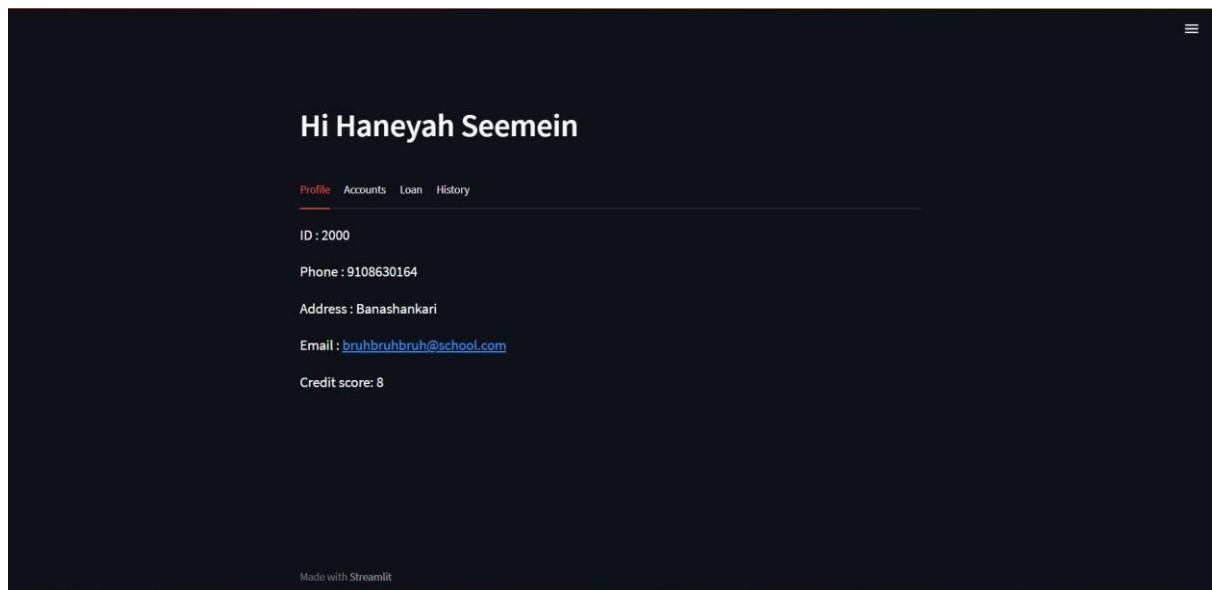 Hi Haneyah Seemein
Profile Accounts Loan History
ID : 2000
Phone : 9108630164
Address : Banashankari
Email : bruhbruhbruh@school.com
Credit score: 8
Made with Streamlit